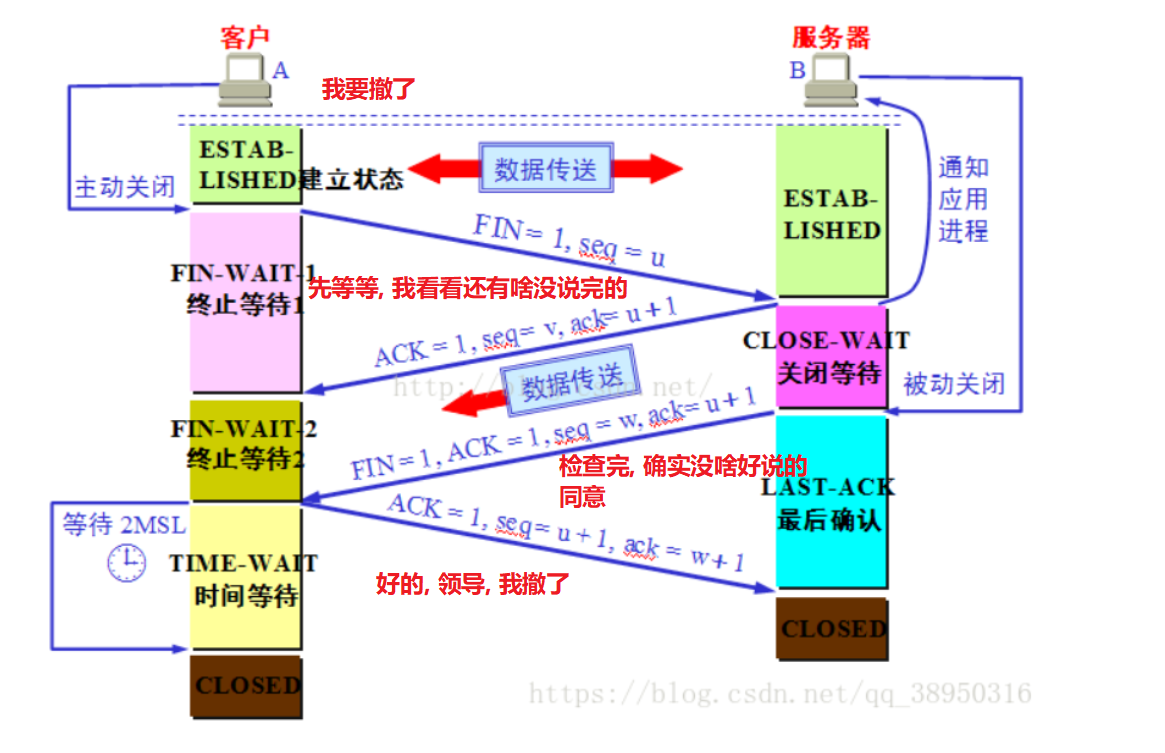 客户
服务器
A
B
我要撤了
ESTAB-
LISHED建立状态
数据传送
主动关闭
ESTAB-
LISHED
通知
应用
进程
FIN = 1, seq = u
FIN-WAIT-1
终止等待1
先等等, 我看看还有啥没说完的
ACK = 1, seq= v, ack= u+1
CLOSE-WAIT
关闭等待
被动关闭
数据传送
FIN-WAIT-2
终止等待2
FIN = 1, ACK = 1, seq = w, ack= u+1
检查完, 确实没啥好说的
同意
LAST-ACK
最后确认
等待 2MSL
ACK = 1, seq= u+1, ack = w+1
TIME-WAIT
时间等待
好的, 领导, 我撤了
CLOSED
CLOSED
https://blog.csdn.net/qq_38950316